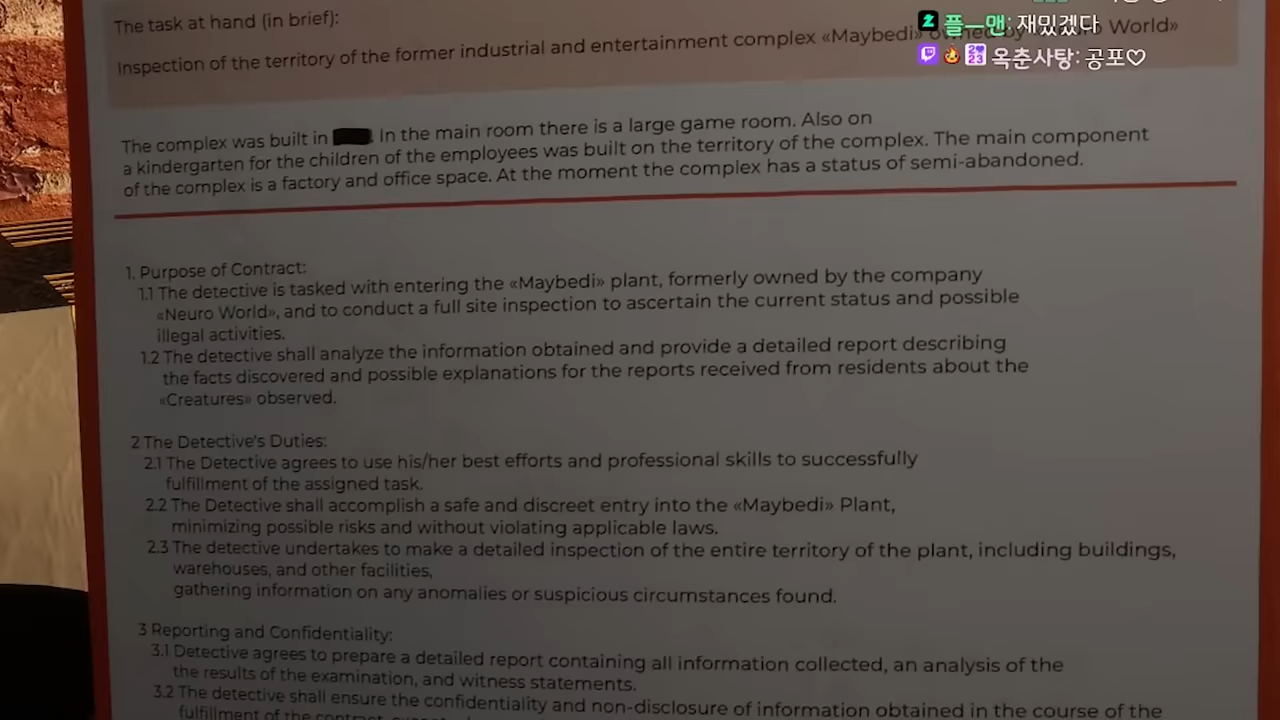 The task at hand (in brief):
플—맨: 재밌겠다
Inspection of the territory of the former industrial and entertainment complex «Maybedi» owned by World»
옥춘사탕: 공포♡
The complex was built in . In the main room there is a large game room. Also on
a kindergarten for the children of the employees was built on the territory of the complex. The main component
of the complex is a factory and office space. At the moment the complex has a status of semi-abandoned.
1. Purpose of Contract:
1.1 The detective is tasked with entering the «Maybedi» plant, formerly owned by the company
«Neuro World», and to conduct a full site inspection to ascertain the current status and possible
illegal activities.
1.2 The detective shall analyze the information obtained and provide a detailed report describing
the facts discovered and possible explanations for the reports received from residents about the
«Creatures» observed.
2 The Detective's Duties:
2.1 The Detective agrees to use his/her best efforts and professional skills to successfully
fulfillment of the assigned task.
2.2 The Detective shall accomplish a safe and discreet entry into the «Maybedi» Plant,
minimizing possible risks and without violating applicable laws.
2.3 The detective undertakes to make a detailed inspection of the entire territory of the plant, including buildings,
warehouses, and other facilities,
gathering information on any anomalies or suspicious circumstances found.
3 Reporting and Confidentiality:
3.1 Detective agrees to prepare a detailed report containing all information collected, an analysis of the
the results of the examination, and witness statements.
3.2 The detective shall ensure the confidentiality and non-disclosure of information obtained in the course of the
fulfillment of the contract,